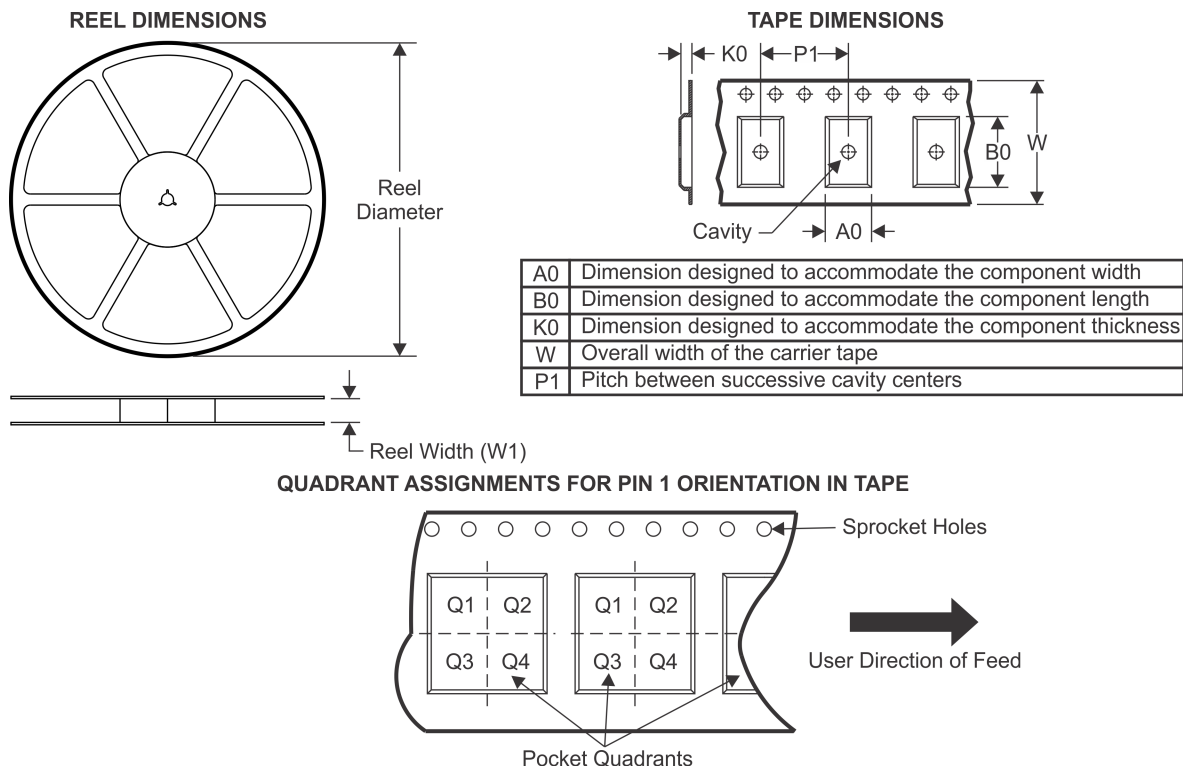 REEL DIMENSIONS
Reel
Diameter
Reel Width (W1)
TAPE DIMENSIONS
K0
P1
B0
W
Cavity
A0
A0 Dimension designed to accommodate the component width
B0 Dimension designed to accommodate the component length
K0 Dimension designed to accommodate the component thickness
W Overall width of the carrier tape
P1 Pitch between successive cavity centers
QUADRANT ASSIGNMENTS FOR PIN 1 ORIENTATION IN TAPE
Sprocket Holes
Q1 Q2 Q1 Q2
Q3 Q4 Q3 Q4
User Direction of Feed
Pocket Quadrants